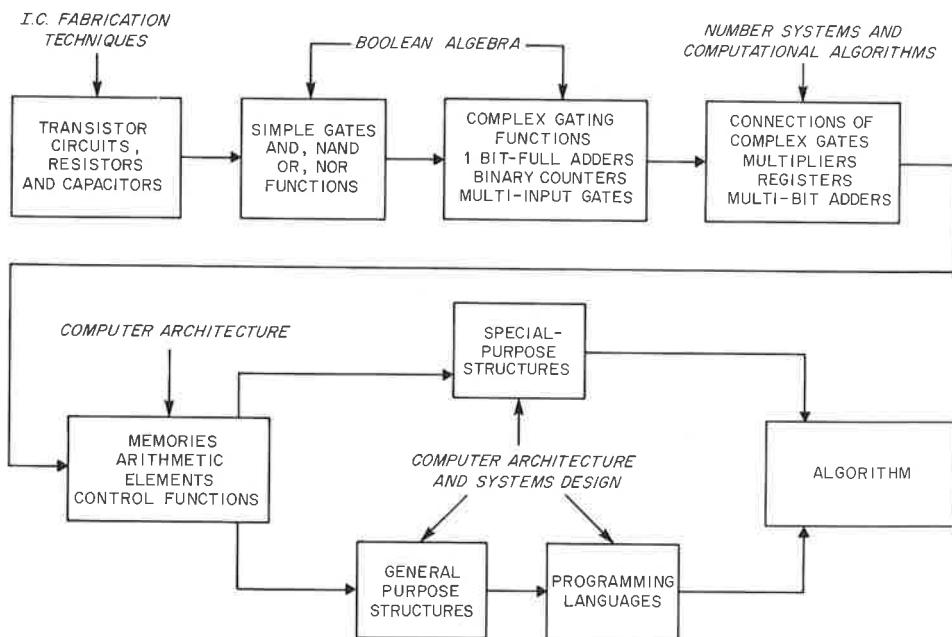 I.C. FABRICATION
TECHNIQUES
BOOLEAN ALGEBRA
NUMBER SYSTEMS AND
COMPUTATIONAL ALGORITHMS
TRANSISTOR
CIRCUITS,
RESISTORS
AND CAPACITORS
SIMPLE GATES
AND, NAND
OR, NOR
FUNCTIONS
COMPLEX GATING
FUNCTIONS
1 BIT-FULL ADDERS
BINARY COUNTERS
MULTI-INPUT GATES
CONNECTIONS OF
COMPLEX GATES
MULTIPLIERS
REGISTERS
MULTI-BIT ADDERS
COMPUTER ARCHITECTURE
SPECIAL-
PURPOSE
STRUCTURES
MEMORIES
ARITHMETIC
ELEMENTS
CONTROL FUNCTIONS
COMPUTER ARCHITECTURE
AND SYSTEMS DESIGN
ALGORITHM
GENERAL
PURPOSE
STRUCTURES
PROGRAMMING
LANGUAGES